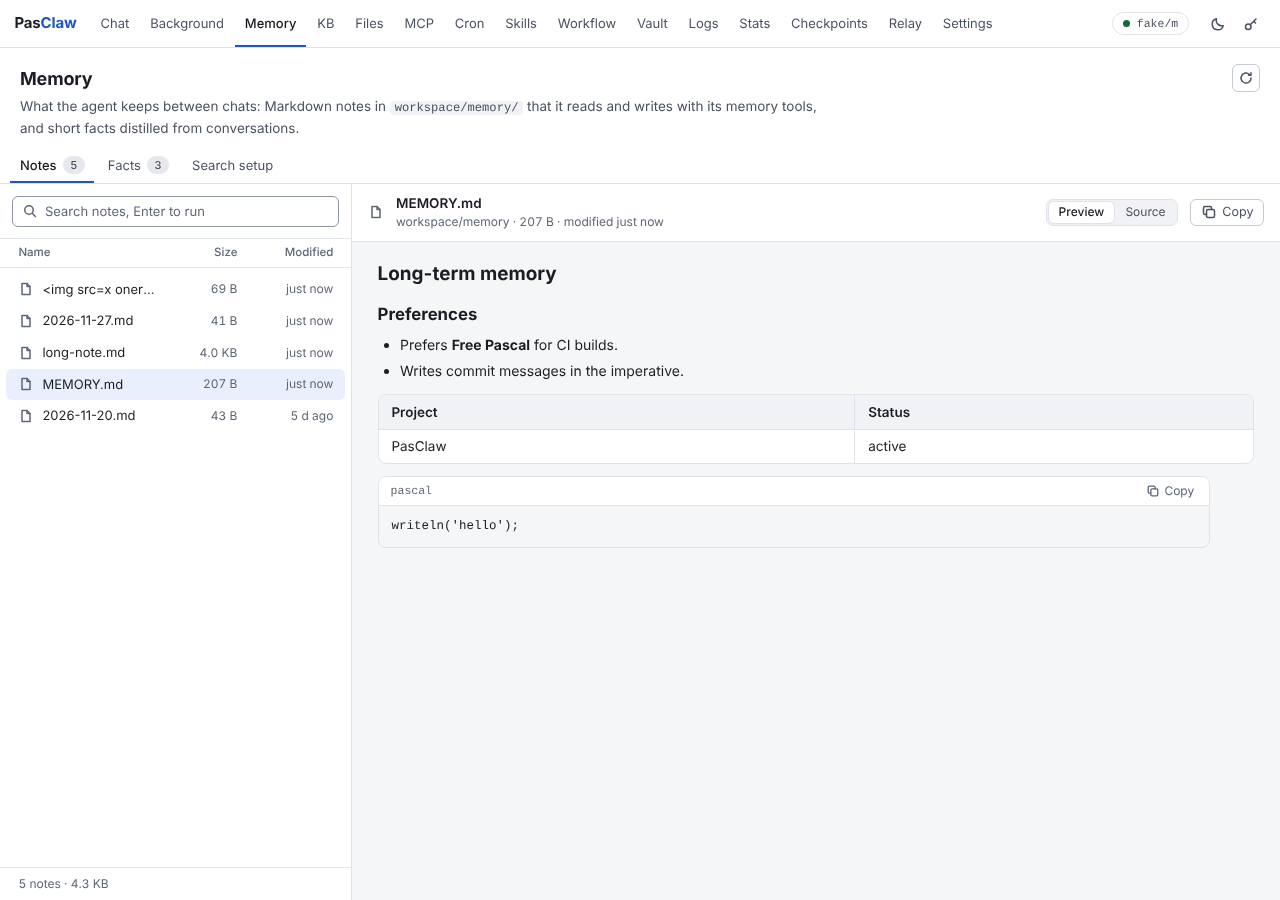 PasClaw Chat Background Memory KB Files MCP Cron Skills Workflow Vault Logs Stats Checkpoints Relay Settings fake/m
Memory
What the agent keeps between chats: Markdown notes in workspace/memory/ that it reads and writes with its memory tools,
and short facts distilled from conversations.
Notes 5 Facts 3 Search setup
Search notes, Enter to run
Name Size Modified
<img src=x oner... 69 B just now
2026-11-27.md 41 B just now
long-note.md 4.0 KB just now
MEMORY.md 207 B just now
2026-11-20.md 43 B 5 d ago
5 notes · 4.3 KB
MEMORY.md
workspace/memory · 207 B · modified just now
Preview Source Copy
Long-term memory
Preferences
• Prefers Free Pascal for CI builds.
• Writes commit messages in the imperative.
Project Status
PasClaw active
pascal Copy
writeln('hello');